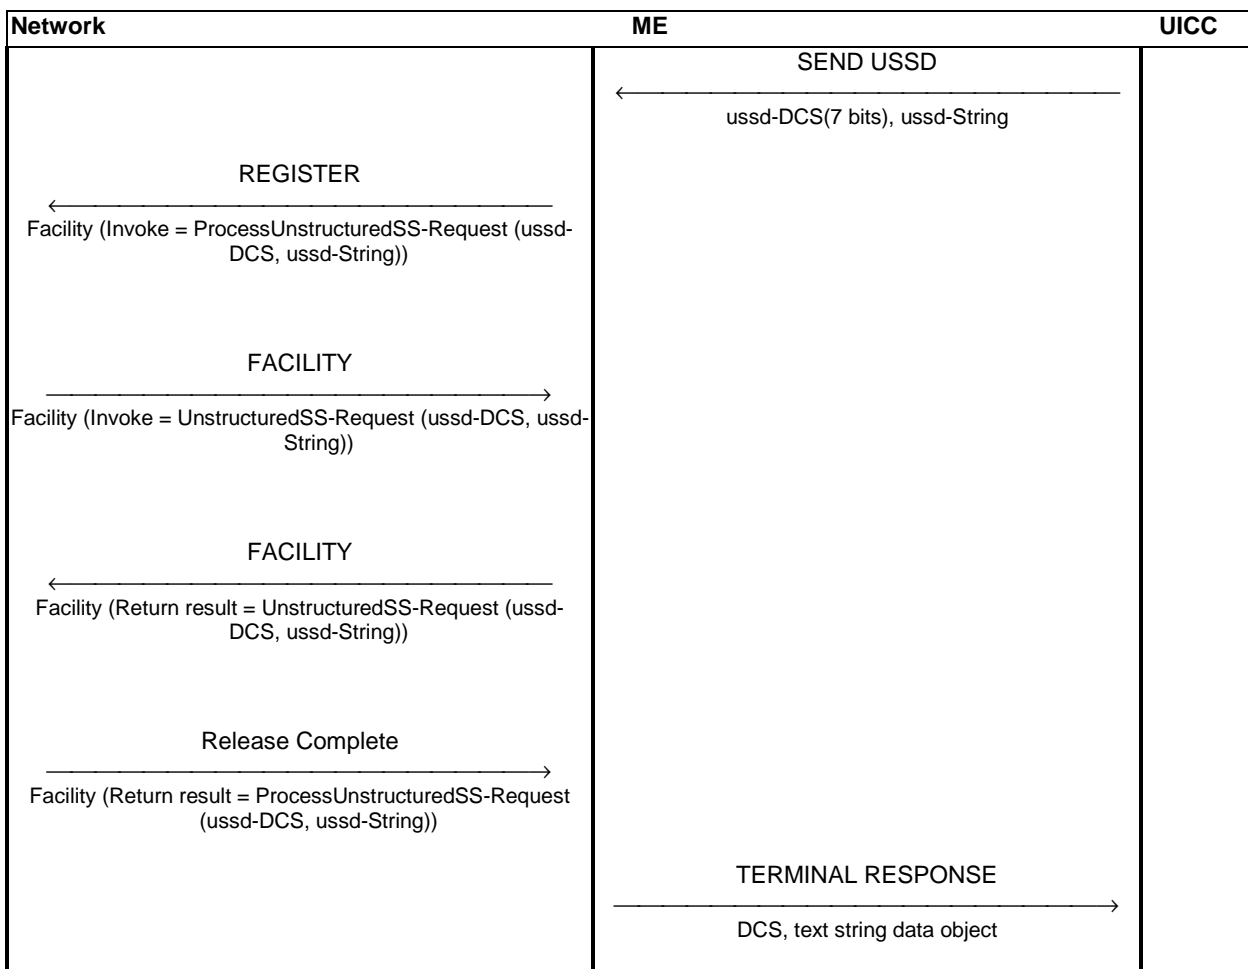 Network ME UICC
SEND USSD
ussd-DCS(7 bits), ussd-String
REGISTER
Facility (Invoke = ProcessUnstructuredSS-Request (ussd-
DCS, ussd-String))
FACILITY
Facility (Invoke = UnstructuredSS-Request (ussd-DCS, ussd-
String))
FACILITY
Facility (Return result = UnstructuredSS-Request (ussd-
DCS, ussd-String))
Release Complete
Facility (Return result = ProcessUnstructuredSS-Request
(ussd-DCS, ussd-String))
TERMINAL RESPONSE
DCS, text string data object